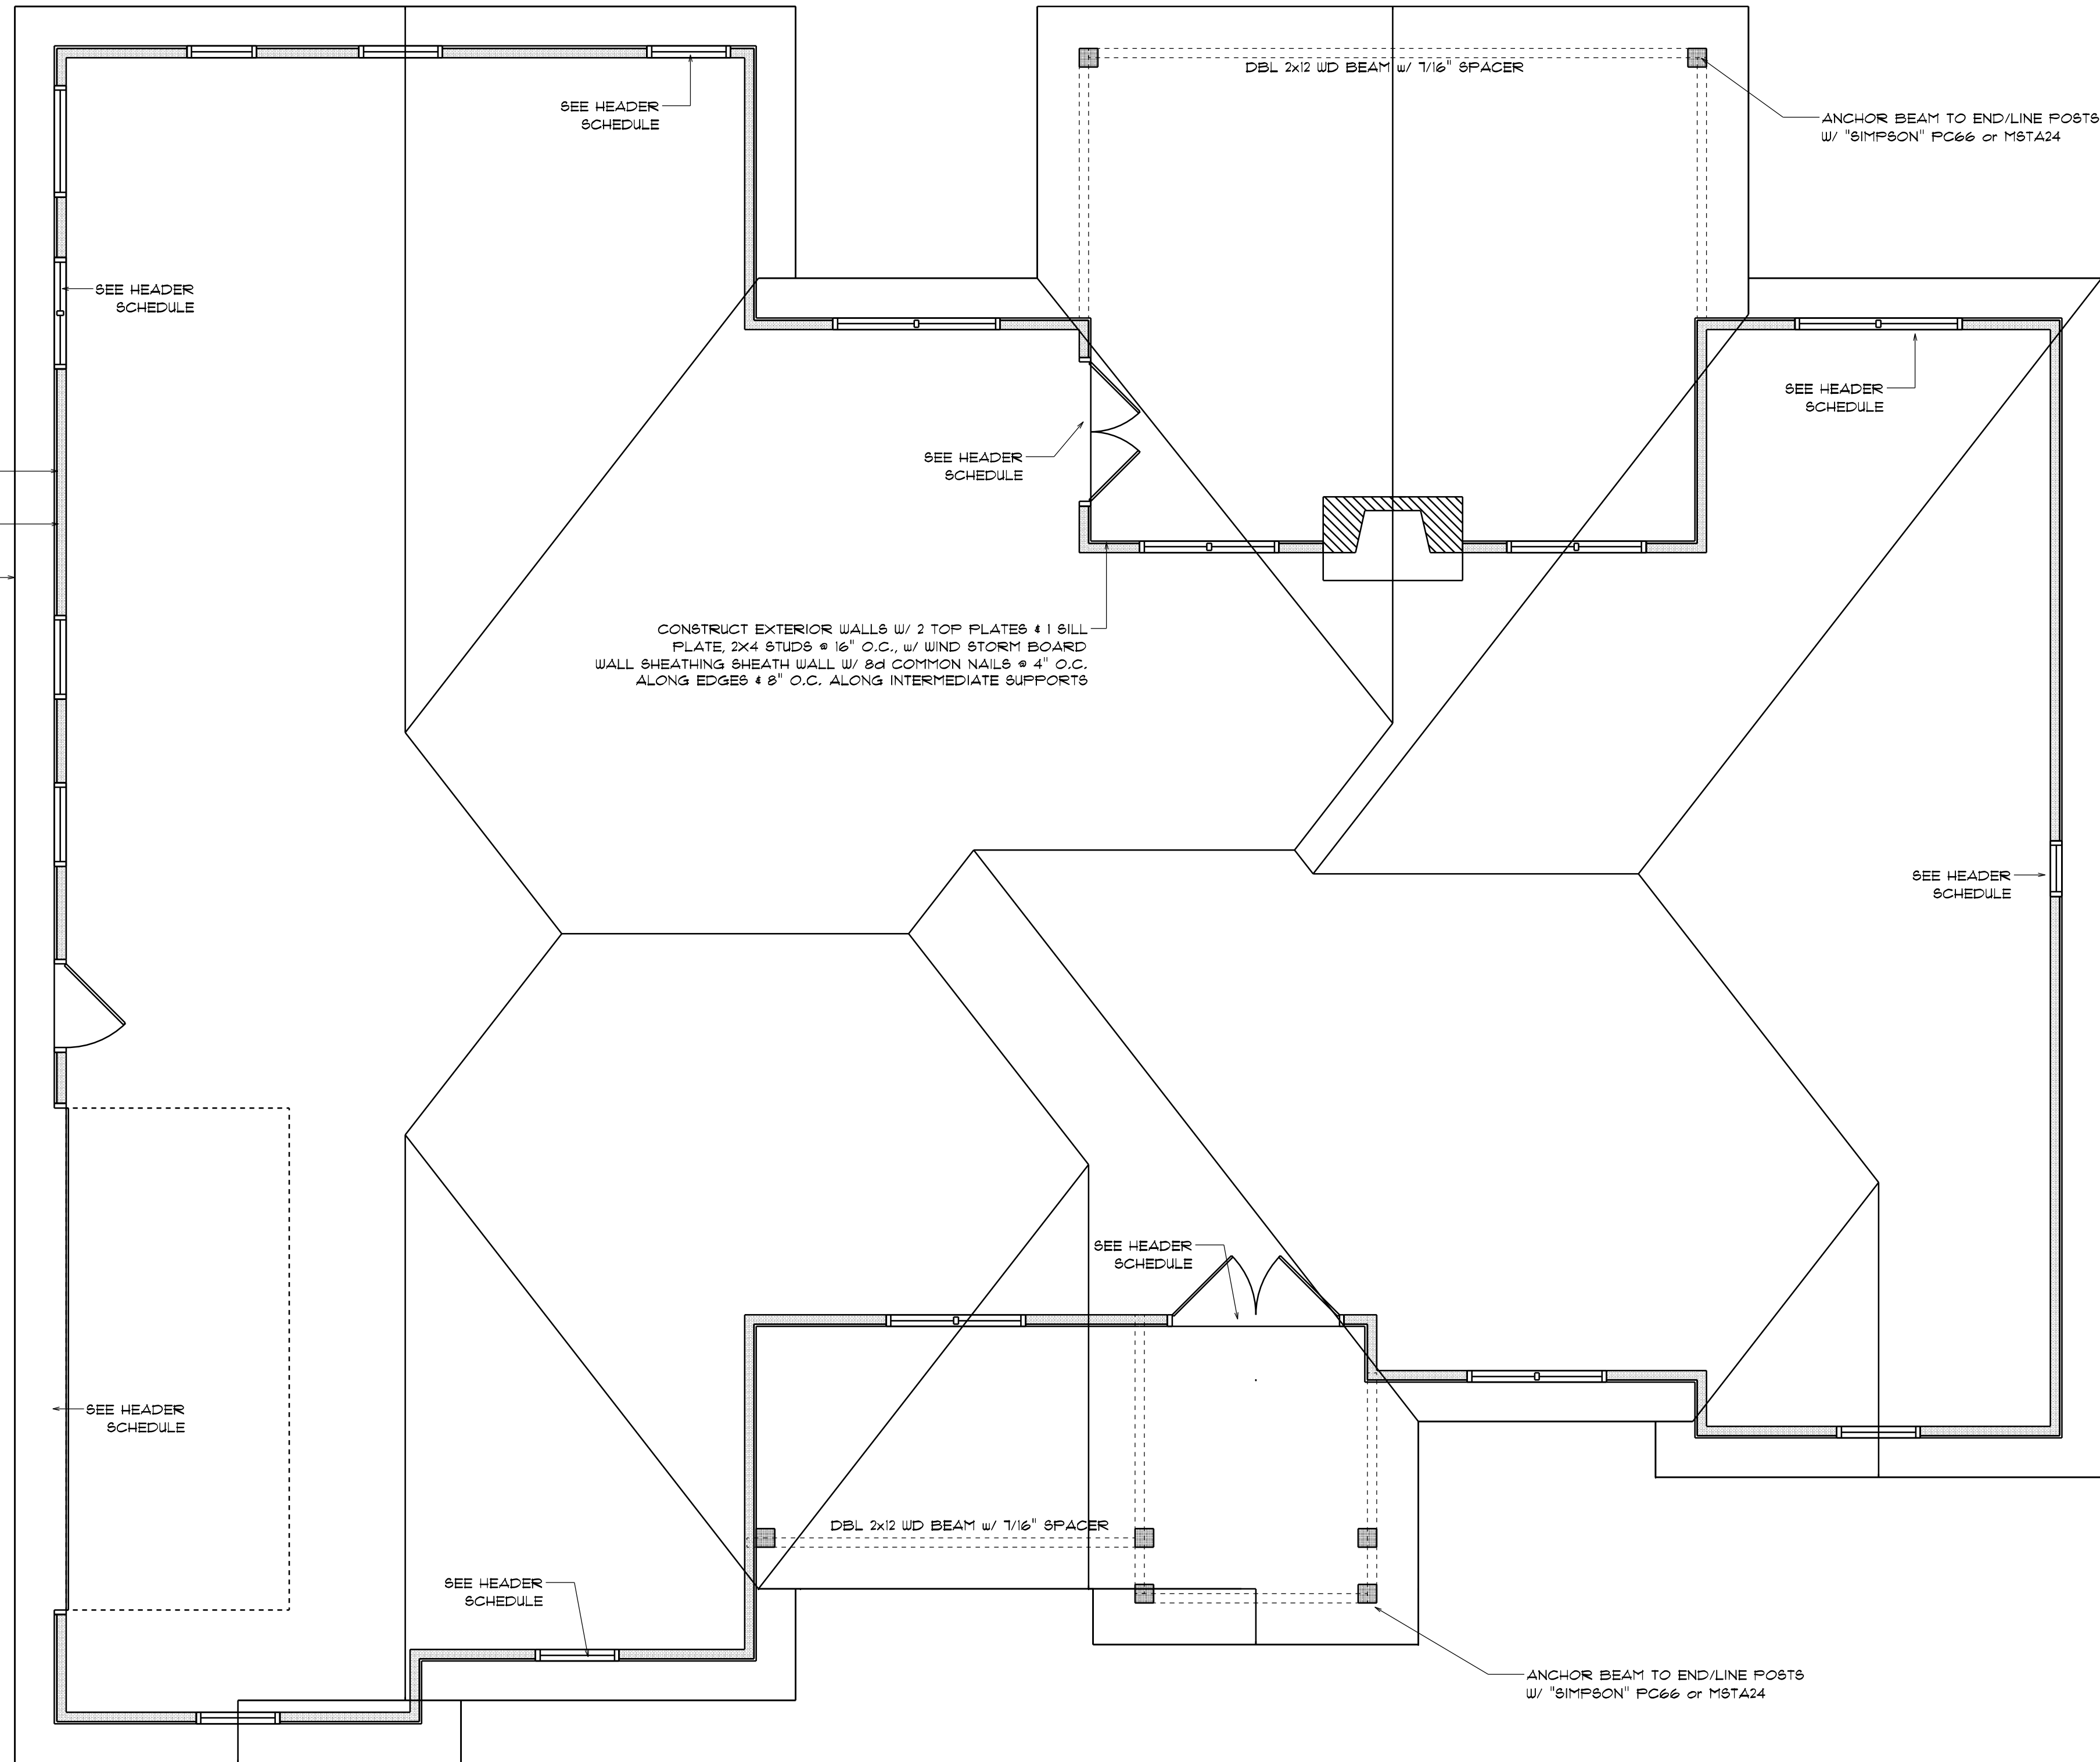 DBL 2x12 WD BEAM w/ 7/16" SPACER
SEE HEADER
SCHEDULE
ANCHOR BEAM TO END/LINE POSTS
W/ "SIMPSON" PC66 or MSTA24
SEE HEADER
SCHEDULE
SEE HEADER
SCHEDULE
SEE HEADER
SCHEDULE
CONSTRUCT EXTERIOR WALLS W/ 2 TOP PLATES & 1 SILL
PLATE, 2X4 STUDS @ 16" O.C., w/ WIND STORM BOARD
WALL SHEATHING SHEATH WALL W/ 8d COMMON NAILS @ 4" O.C.
ALONG EDGES & 8" O.C. ALONG INTERMEDIATE SUPPORTS
SEE HEADER
SCHEDULE
SEE HEADER
SCHEDULE
SEE HEADER
SCHEDULE
DBL 2x12 WD BEAM w/ 7/16" SPACER
SEE HEADER
SCHEDULE
ANCHOR BEAM TO END/LINE POSTS
W/ "SIMPSON" PC66 or MSTA24